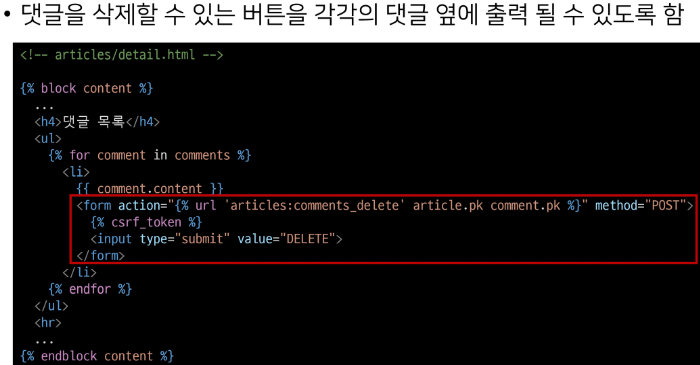 • 댓글을 삭제할 수 있는 버튼을 각각의 댓글 옆에 출력 될 수 있도록 함
<!-- articles/detail.html -->
{% block content %}
...
<h4>댓글 목록</h4>
<ul>
{% for comment in comments %}
<li>
{{ comment.content }}
<form action="{% url 'articles:comments_delete' article.pk comment.pk %}" method="POST">
{% csrf_token %}
<input type="submit" value="DELETE">
</form>
</li>
{% endfor %}
</ul>
<hr>
...
{% endblock content %}